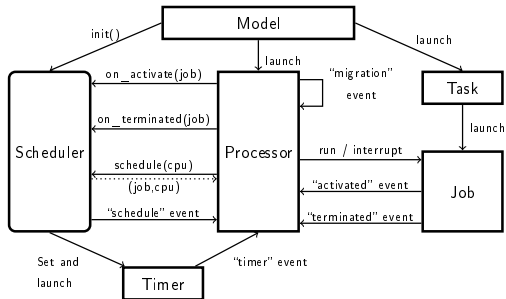 Model
init()
launch
launch
on_activate(job)
"migration"
event
Task
on_terminated(job)
launch
Scheduler
schedule(cpu)
(job,cpu)
Processor
run / interrupt
Job
"activated" event
"schedule" event
"terminated" event
Set and
launch
Timer
"timer" event